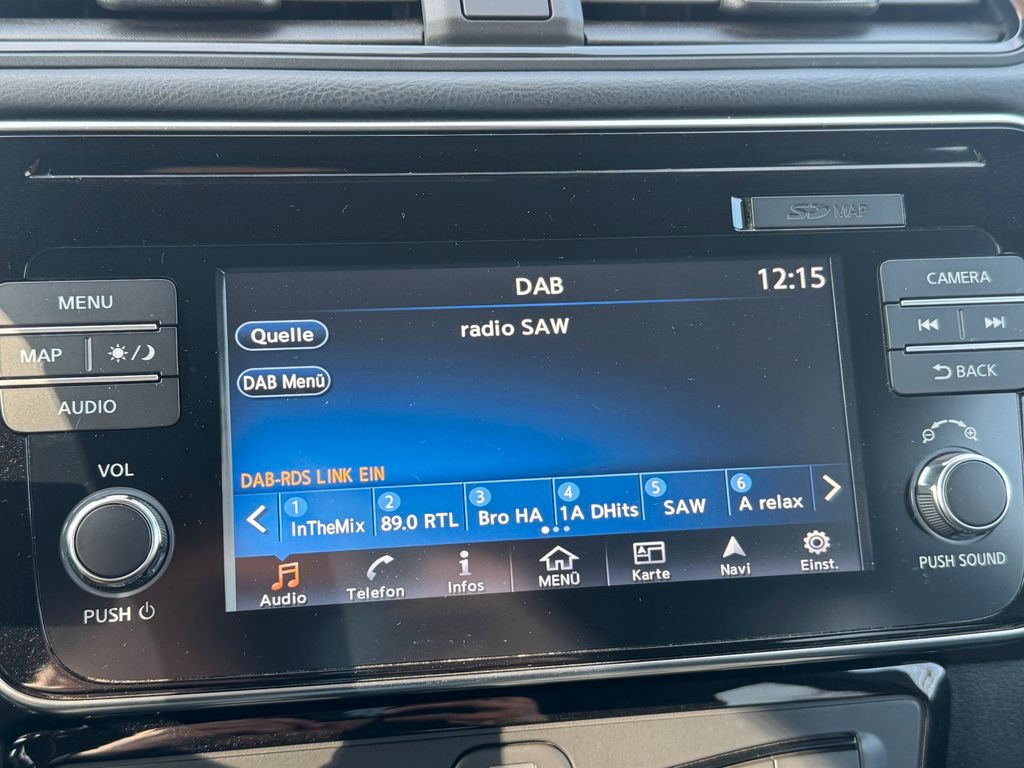 SD MAP
MENU
MAP
AUDIO
VOL
PUSH
DAB
12:15
Quelle
radio SAW
DAB Menü
DAB-RDS LINK EIN
1 InTheMix
2 89.0 RTL
3 Bro HA
4 1A DHits
5 SAW
6 A relax
Audio
Telefon
Infos
MENÜ
Karte
Navi
Einst.
CAMERA
BACK
PUSH SOUND